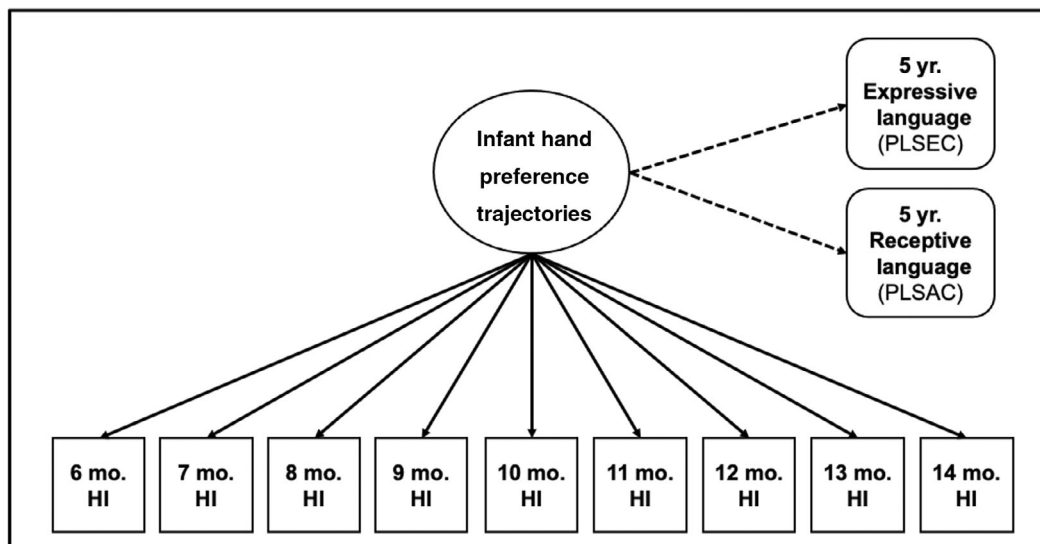 5 yr.
Expressive
language
(PLSEC)
Infant hand
preference
trajectories
5 yr.
Receptive
language
(PLSAC)
6 mo.
HI
7 mo.
HI
8 mo.
HI
9 mo.
HI
10 mo.
HI
11 mo.
HI
12 mo.
HI
13 mo.
HI
14 mo.
HI